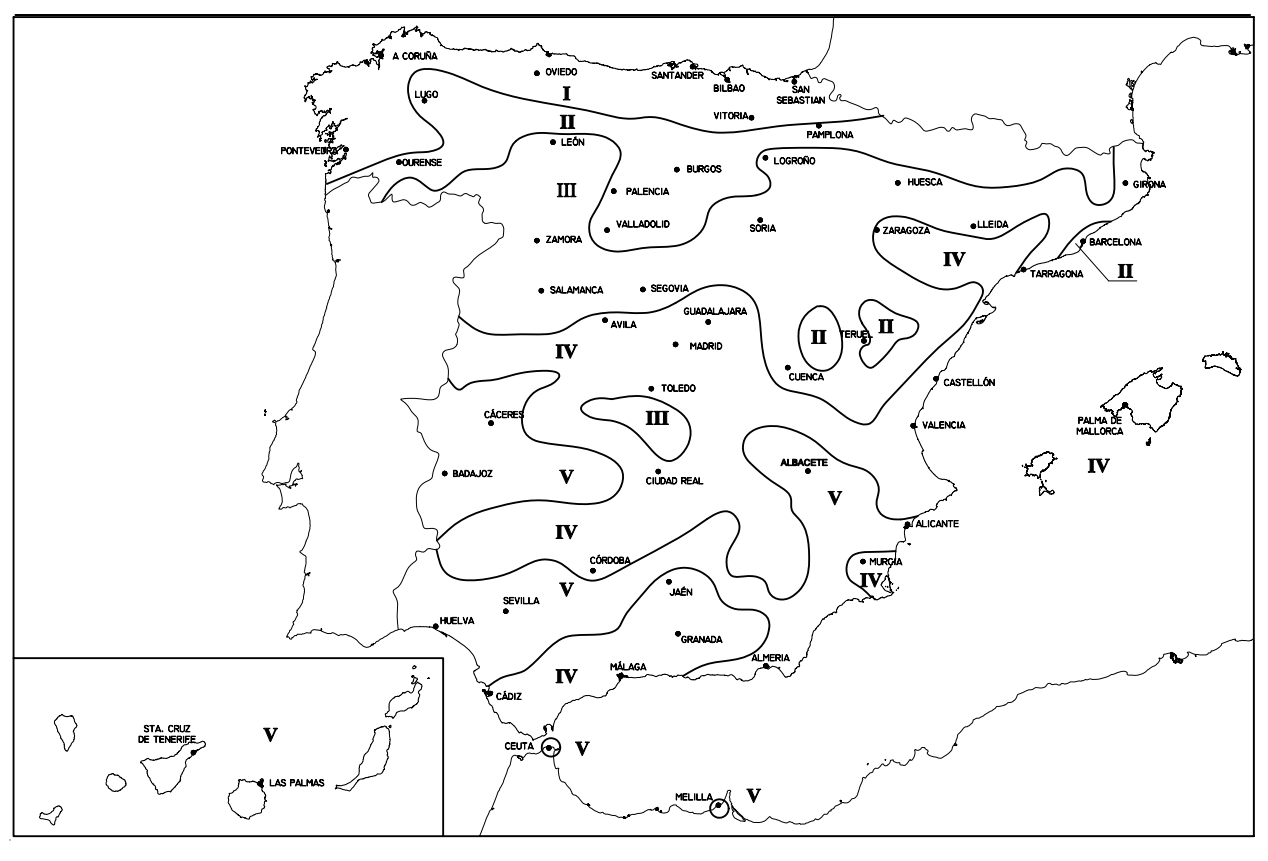 A CORUÑA
OVIEDO
SANTANDER
BILBAO
SAN
SEBASTIAN
LUGO
I
VITORIA
II
PAMPLONA
PONTEVEDRA
OURENSE
LEÓN
BURGOS
LOGROÑO
HUESCA
GIRONA
III
PALENCIA
VALLADOLID
SORIA
ZARAGOZA
LLEIDA
BARCELONA
ZAMORA
IV
TARRAGONA
II
SALAMANCA
SEGOVIA
GUADALAJARA
AVILA
II
TERUEL
II
IV
MADRID
CUENCA
CASTELLÓN
TOLEDO
CÁCERES
III
VALENCIA
PALMA DE
MALLORCA
IV
BADAJOZ
V
CIUDAD REAL
ALBACETE
V
IV
ALICANTE
CÓRDOBA
MURCIA
IV
V
SEVILLA
JAÉN
HUELVA
GRANADA
IV
MÁLAGA
ALMERIA
CÁDIZ
STA. CRUZ
DE TENERIFE
V
CEUTA
V
LAS PALMAS
MELILLA
V